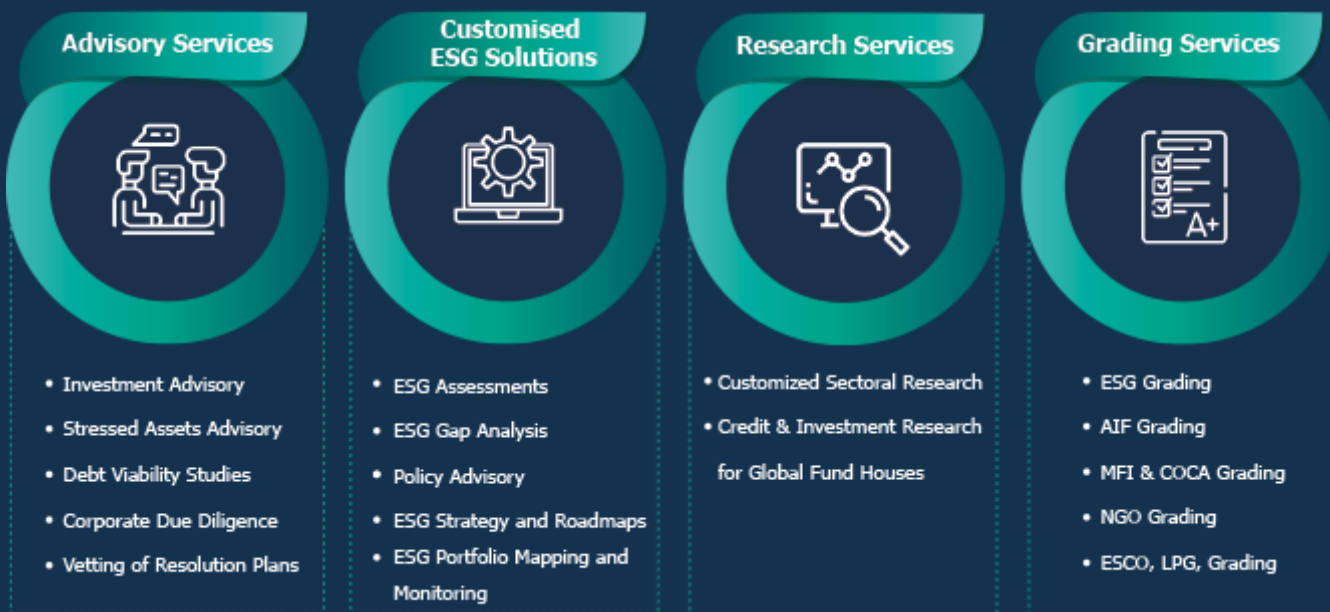 Advisory Services
• Investment Advisory
• Stressed Assets Advisory
• Debt Viability Studies
• Corporate Due Diligence
• Vetting of Resolution Plans
Customised
ESG Solutions
• ESG Assessments
• ESG Gap Analysis
• Policy Advisory
• ESG Strategy and Roadmaps
• ESG Portfolio Mapping and
Monitoring
Research Services
• Customized Sectoral Research
• Credit & Investment Research
for Global Fund Houses
Grading Services
A+
• ESG Grading
• AIF Grading
• MFI & COCA Grading
• NGO Grading
• ESCO, LPG, Grading